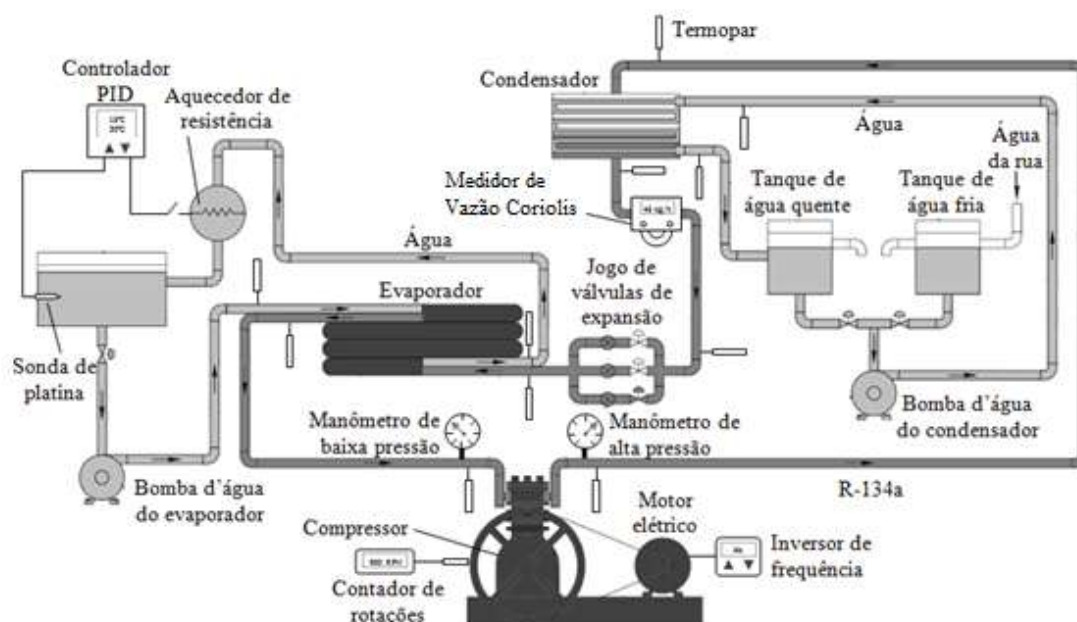 Termopar
Controlador
PID
Condensador
Aquecedor de
resistência
Água
Água
da rua
Medidor de
Vazão Coriolis
Tanque de
água quente
Tanque de
água fria
Água
Jogo de
válvulas de
expansão
Evaporador
Sonda de
platina
Manômetro de
baixa pressão
Manômetro de
alta pressão
Bomba d'água
do condensador
Bomba d'água
do evaporador
R-134a
Compressor
Motor
elétrico
Inversor de
frequência
Contador de
rotações